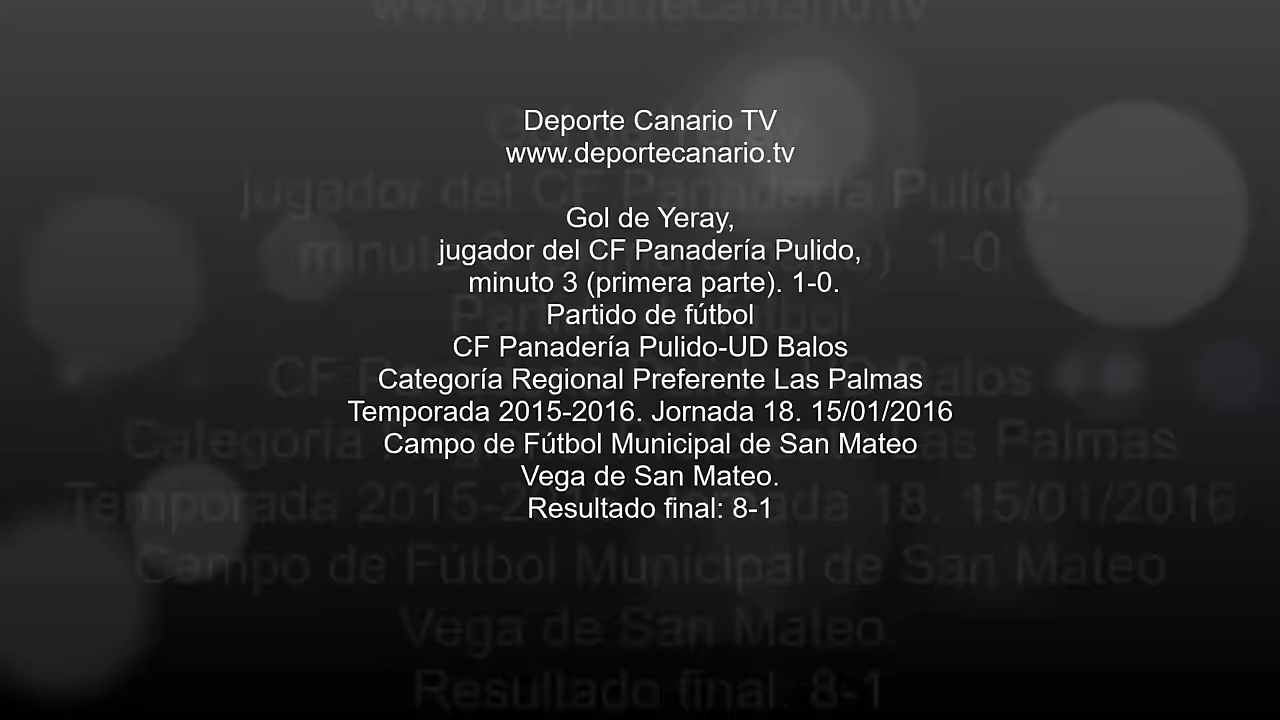 Deporte Canario TV
www.deportecanario.tv
Gol de Yeray,
jugador del CF Panadería Pulido,
minuto 3 (primera parte). 1-0.
Partido de fútbol
CF Panadería Pulido-UD Balos
Categoría Regional Preferente Las Palmas
Temporada 2015-2016. Jornada 18. 15/01/2016
Campo de Fútbol Municipal de San Mateo
Vega de San Mateo.
Resultado final: 8-1